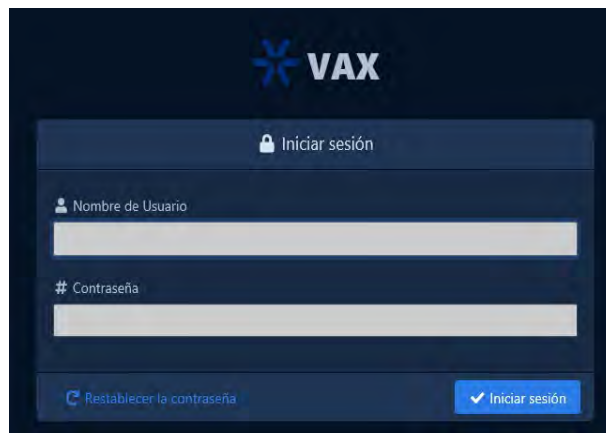 VAX
Iniciar sesión
Nombre de Usuario
# Contraseña
Restablecer la contraseña
Iniciar sesión